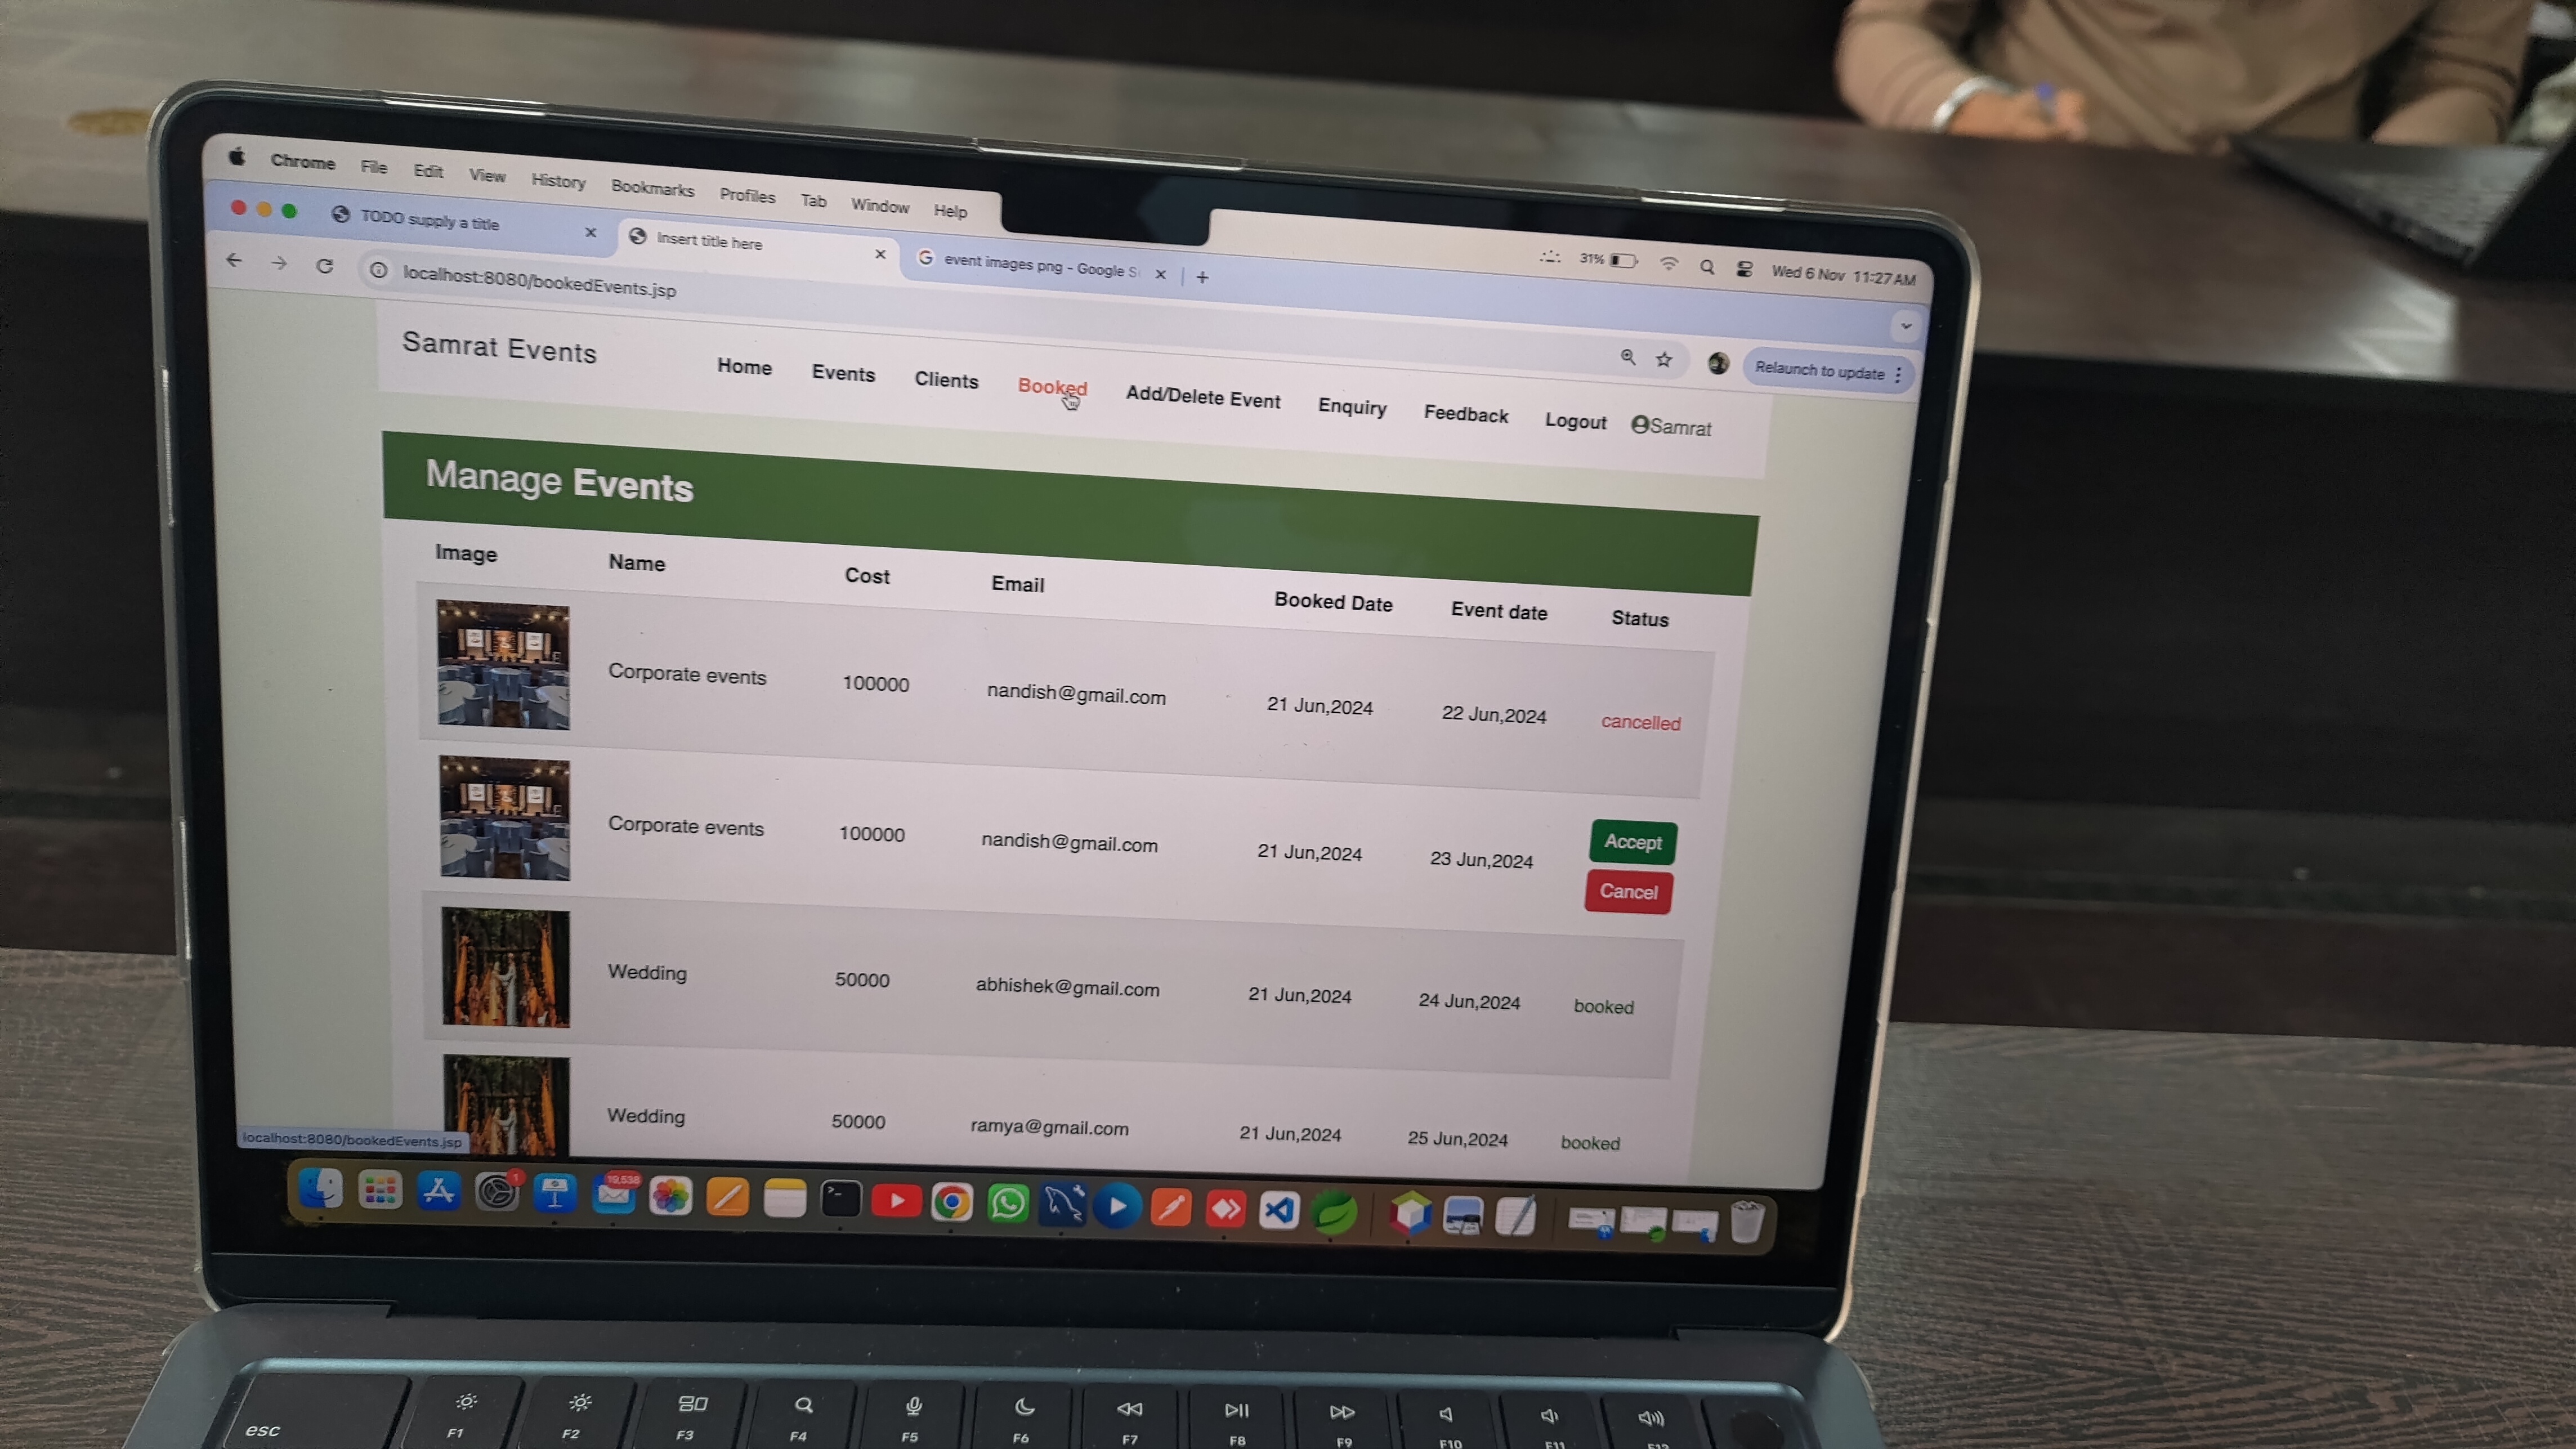 Chrome File Edit View History Bookmarks Profiles Tab Window Help
31% Wed 6 Nov 11:27 AM
TODO supply a title
Insert title here
event images png - Google S
localhost:8080/bookedEvents.jsp
Relaunch to update
Samrat Events
Home Events Clients Booked Add/Delete Event Enquiry Feedback Logout Samrat
Manage Events
Image Name Cost Email Booked Date Event date Status
Corporate events 100000 nandish@gmail.com 21 Jun,2024 22 Jun,2024 cancelled
Corporate events 100000 nandish@gmail.com 21 Jun,2024 23 Jun,2024 Accept
Cancel
Wedding 50000 abhishek@gmail.com 21 Jun,2024 24 Jun,2024 booked
Wedding 50000 ramya@gmail.com 21 Jun,2024 25 Jun,2024 booked
localhost:8080/bookedEvents.jsp
1
19,538
esc F1 F2 F3 F4 F5 F6 F7 F8 F9 F10 F11 F12